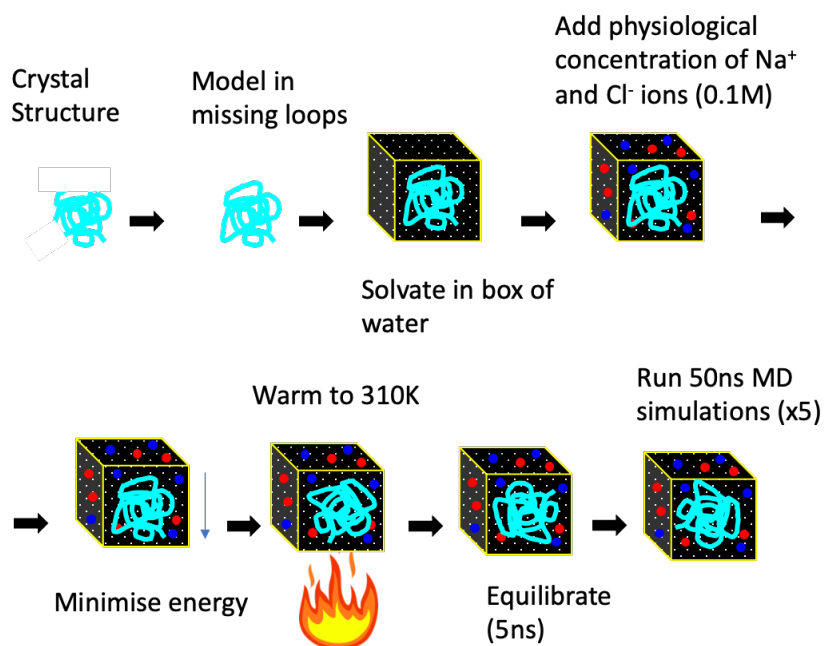 Crystal
Structure
Model in
missing loops
Solvate in box of
water
Add physiological
concentration of Na⁺
and Cl⁻ ions (0.1M)
Minimise energy
Warm to 310K
Equilibrate
(5ns)
Run 50ns MD
simulations (x5)